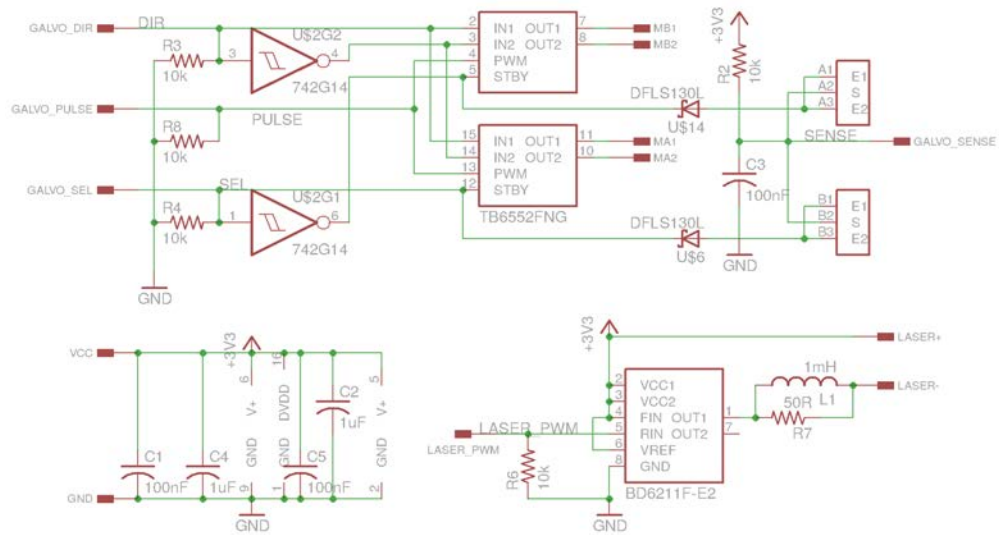 GALVO_DIR
DIR
R3
10k
3
U$2G2
4
742G14
2 IN1 OUT1 7 MB1
3 IN2 OUT2 8 MB2
4 PWM
5 STBY
GALVO_PULSE
PULSE
R8
10k
15 IN1 OUT1 11 MA1
14 IN2 OUT2 10 MA2
13 PWM
12 STBY
TB6552FNG
GALVO_SEL
SEL
R4
10k
1
U$2G1
6
742G14
GND
+3V3
R2
10k
DFLS130L
U$14
A1 E1
A2 S
A3 E2
SENSE
GALVO_SENSE
C3
100nF
DFLS130L
U$6
B1 E1
B2 S
B3 E2
GND
VCC
+3V3
C1
100nF
C4
1uF
6 V+
GND 9
16 DVDD
GND 1
C5
100nF
C2
1uF
5 V+
GND 2
GND
GND
+3V3
LASER+
2 VCC1
3 VCC2
4 FIN OUT1 1
5 RIN OUT2 7
6 VREF
8 GND
BD6211F-E2
LASER_PWM
LASER_PWM
R6
10k
GND
1mH
L1
50R
R7
LASER-